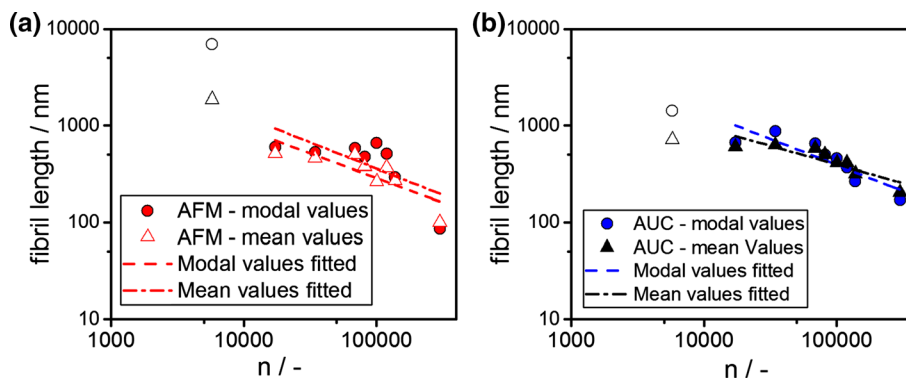 (a)
10000
1000
100
10
fibril length / nm
AFM - modal values
AFM - mean values
Modal values fitted
Mean values fitted
1000
10000
100000
n / -
(b)
10000
1000
100
10
fibril length / nm
AUC - modal values
AUC - mean Values
Modal values fitted
Mean values fitted
1000
10000
100000
n / -